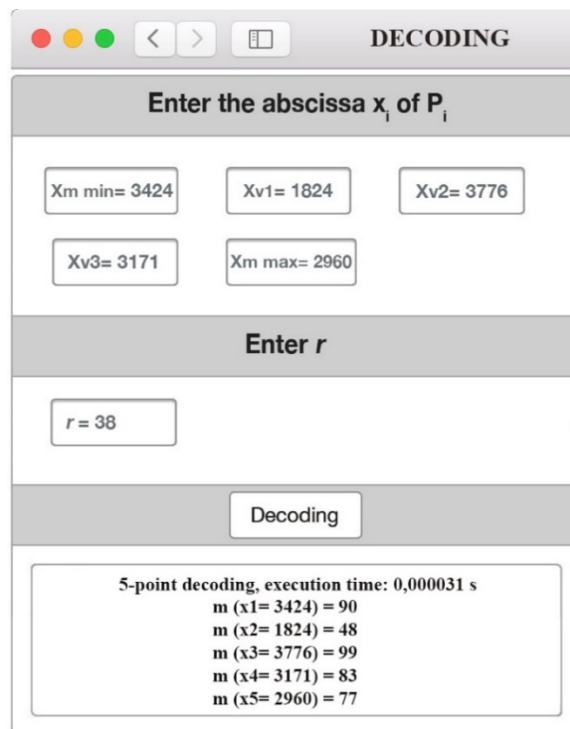 DECODING
Enter the abscissa xi of Pi
Xm min= 3424
Xv1= 1824
Xv2= 3776
Xv3= 3171
Xm max= 2960
Enter r
r = 38
Decoding
5-point decoding, execution time: 0,000031 s
m (x1= 3424) = 90
m (x2= 1824) = 48
m (x3= 3776) = 99
m (x4= 3171) = 83
m (x5= 2960) = 77